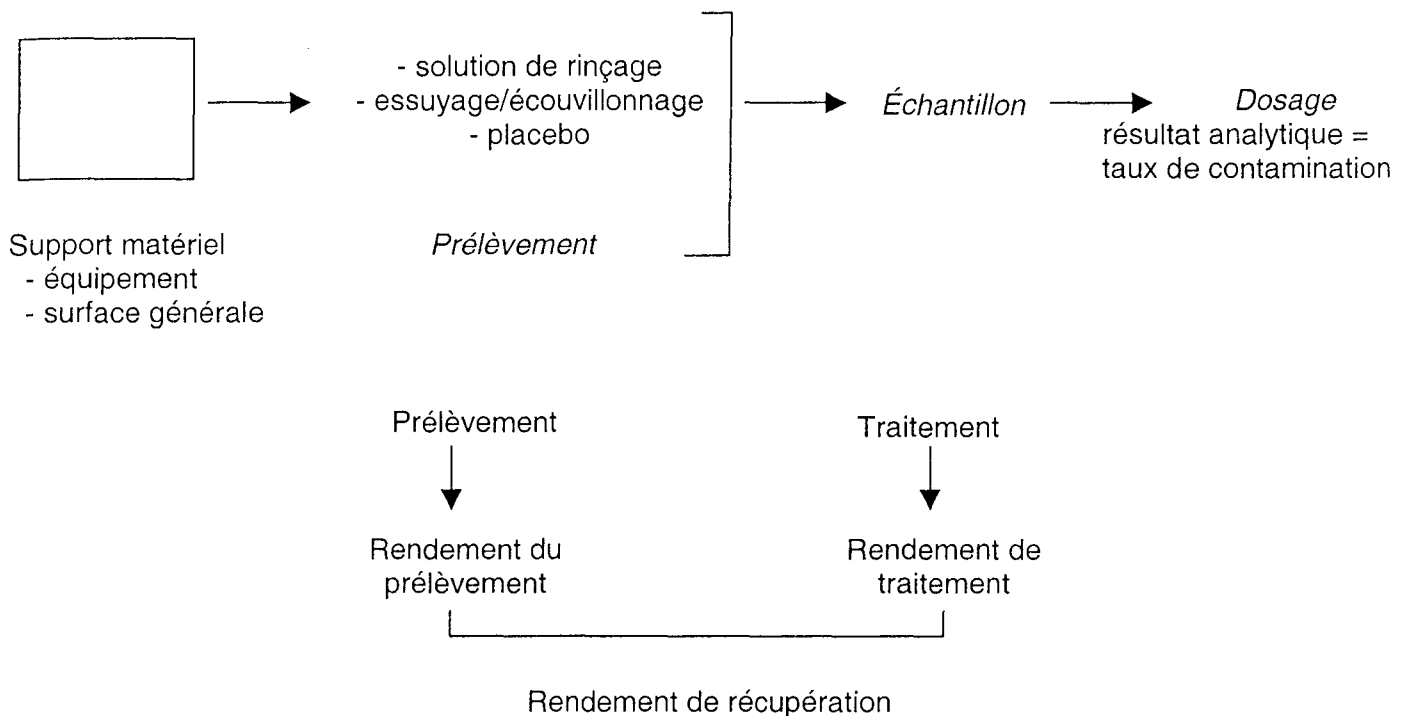 - solution de rinçage
- essuyage/écouvillonnage
- placebo
Échantillon
Dosage
résultat analytique =
taux de contamination
Support matériel
- équipement
- surface générale
Prélèvement
Prélèvement
Traitement
Rendement du
prélèvement
Rendement de
traitement
Rendement de récupération